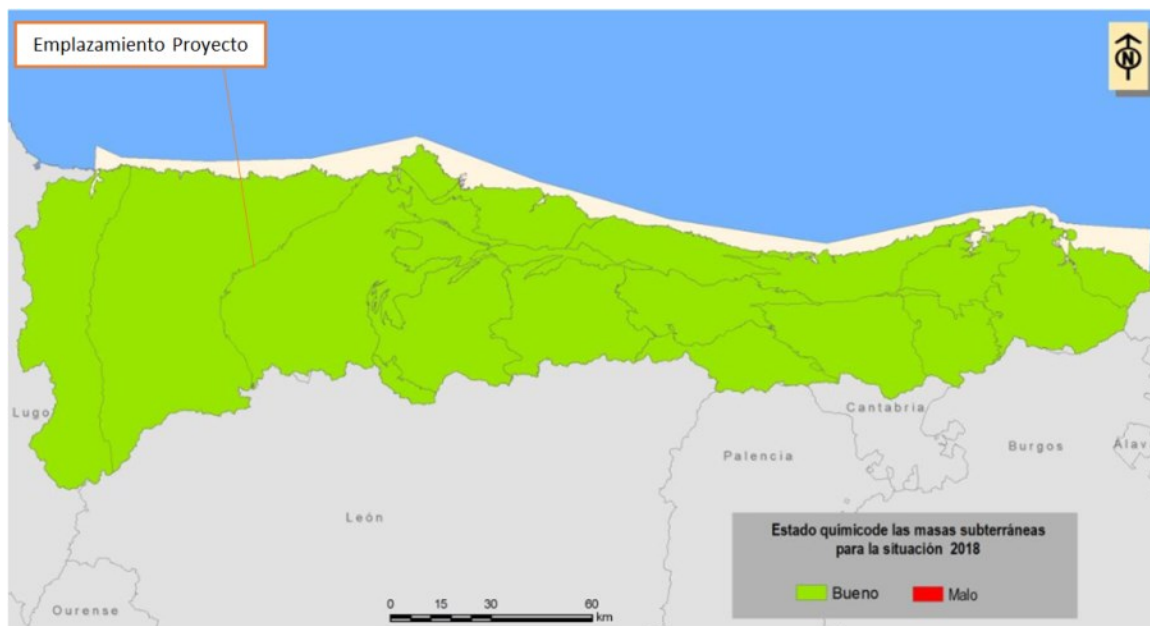 Emplazamiento Proyecto
N
Lugo
Cantabria
Palencia
Burgos
Álav
León
Ourense
Estado químicode las masas subterráneas
para la situación 2018
Bueno
Malo
0 15 30 60
km